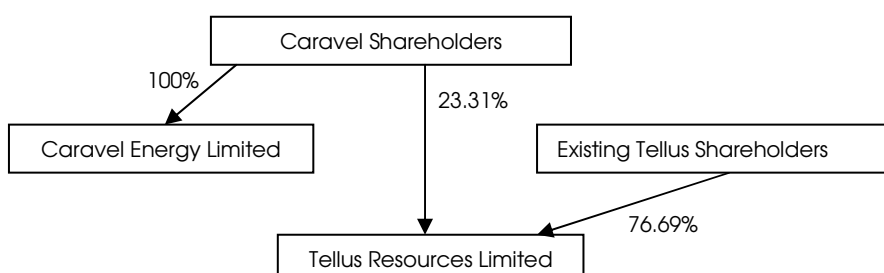 Caravel Shareholders
100%
23.31%
Caravel Energy Limited
Existing Tellus Shareholders
76.69%
Tellus Resources Limited